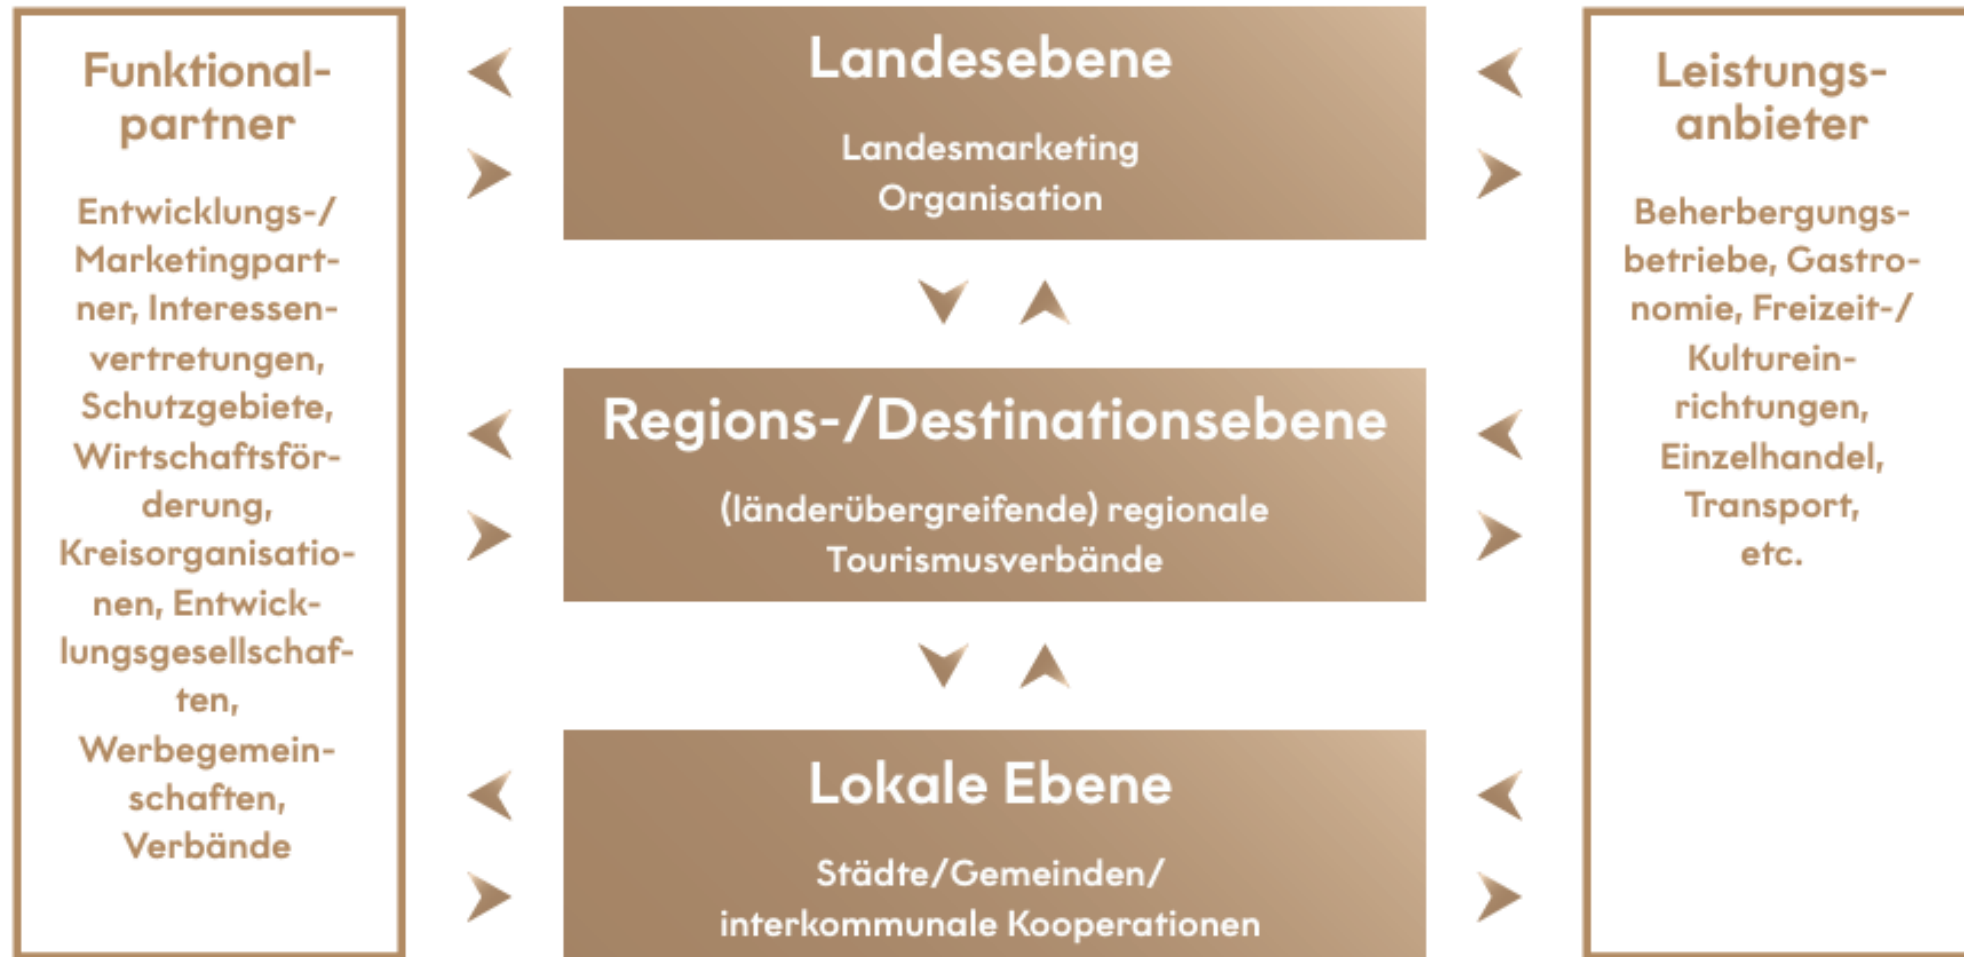 Funktional-
partner
Entwicklungs-/
Marketingpart-
ner, Interessen-
vertretungen,
Schutzgebiete,
Wirtschaftsför-
derung,
Kreisorganisatio-
nen, Entwick-
lungsgesellschaf-
ten,
Werbegemein-
schaften,
Verbände
Landesebene
Landesmarketing
Organisation
Regions-/Destinationsebene
(länderübergreifende) regionale
Tourismusverbände
Lokale Ebene
Städte/Gemeinden/
interkommunale Kooperationen
Leistungs-
anbieter
Beherbergungs-
betriebe, Gastro-
nomie, Freizeit-/
Kulturein-
richtungen,
Einzelhandel,
Transport,
etc.